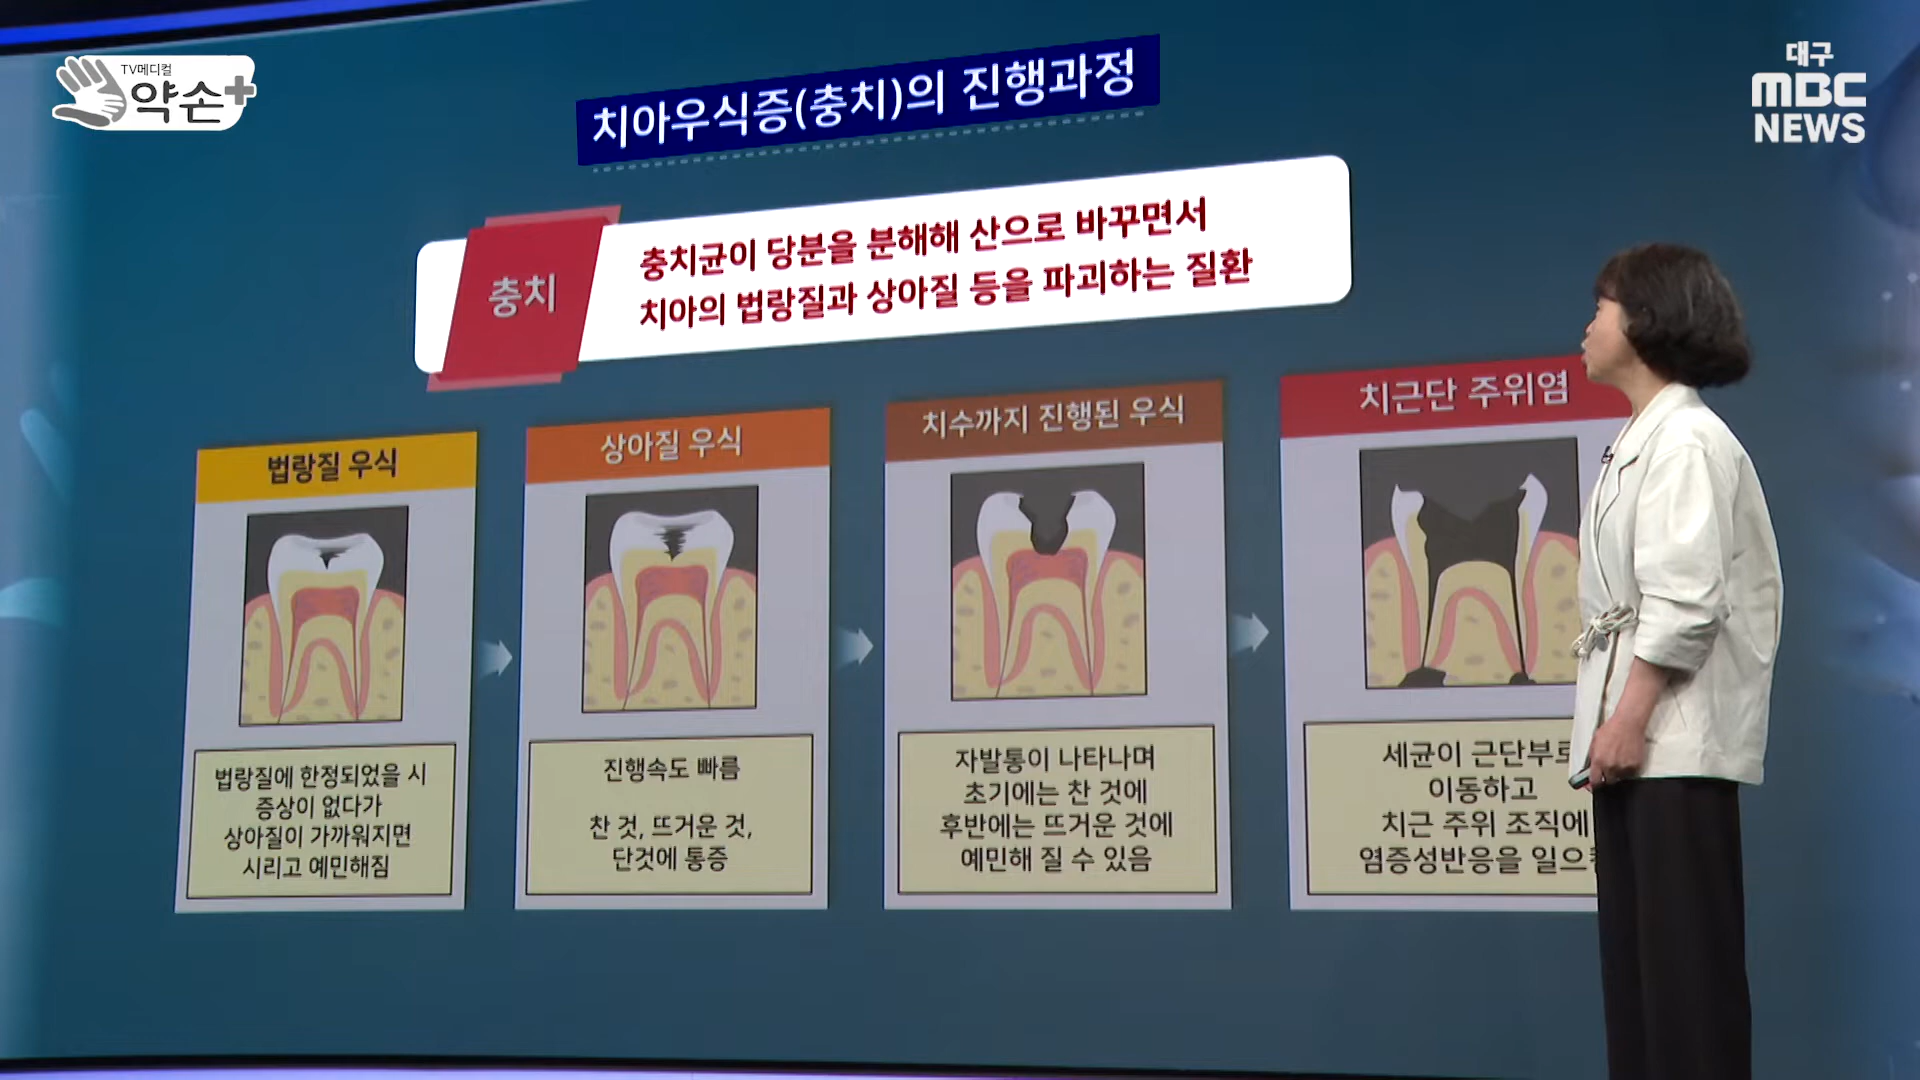 TV메디컬
약손+
대구
MBC
NEWS
치아우식증(충치)의 진행과정
충치
충치균이 당분을 분해해 산으로 바꾸면서
치아의 법랑질과 상아질 등을 파괴하는 질환
법랑질 우식
법랑질에 한정되었을 시
증상이 없다가
상아질이 가까워지면
시리고 예민해짐
상아질 우식
진행속도 빠름
찬 것, 뜨거운 것,
단것에 통증
치수까지 진행된 우식
자발통이 나타나며
초기에는 찬 것에
후반에는 뜨거운 것에
예민해 질 수 있음
치근단 주위염
세균이 근단부로
이동하고
치근 주위 조직에
염증성반응을